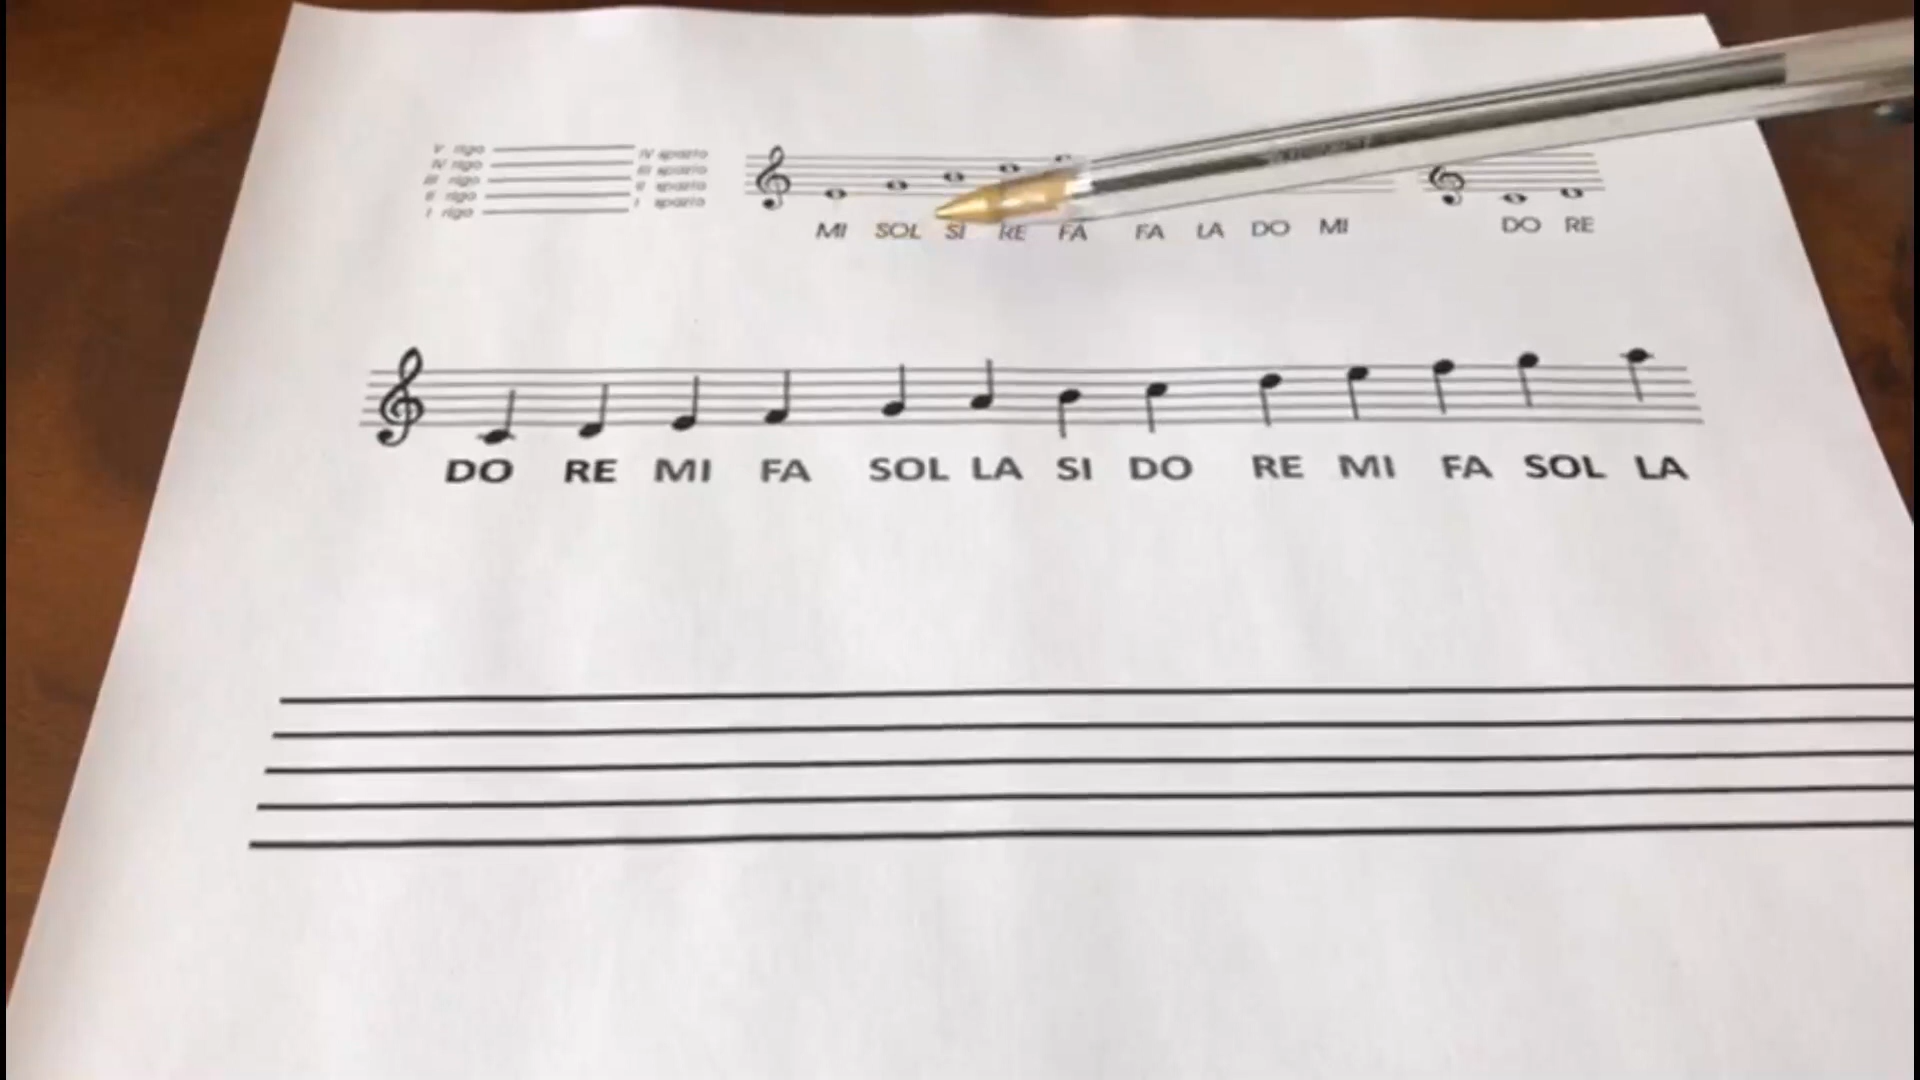 V rigo IV spazio
IV rigo III spazio
III rigo II spazio
II rigo I spazio
I rigo
MI SOL SI RE FA FA LA DO MI
DO RE
DO RE MI FA SOL LA SI DO RE MI FA SOL LA